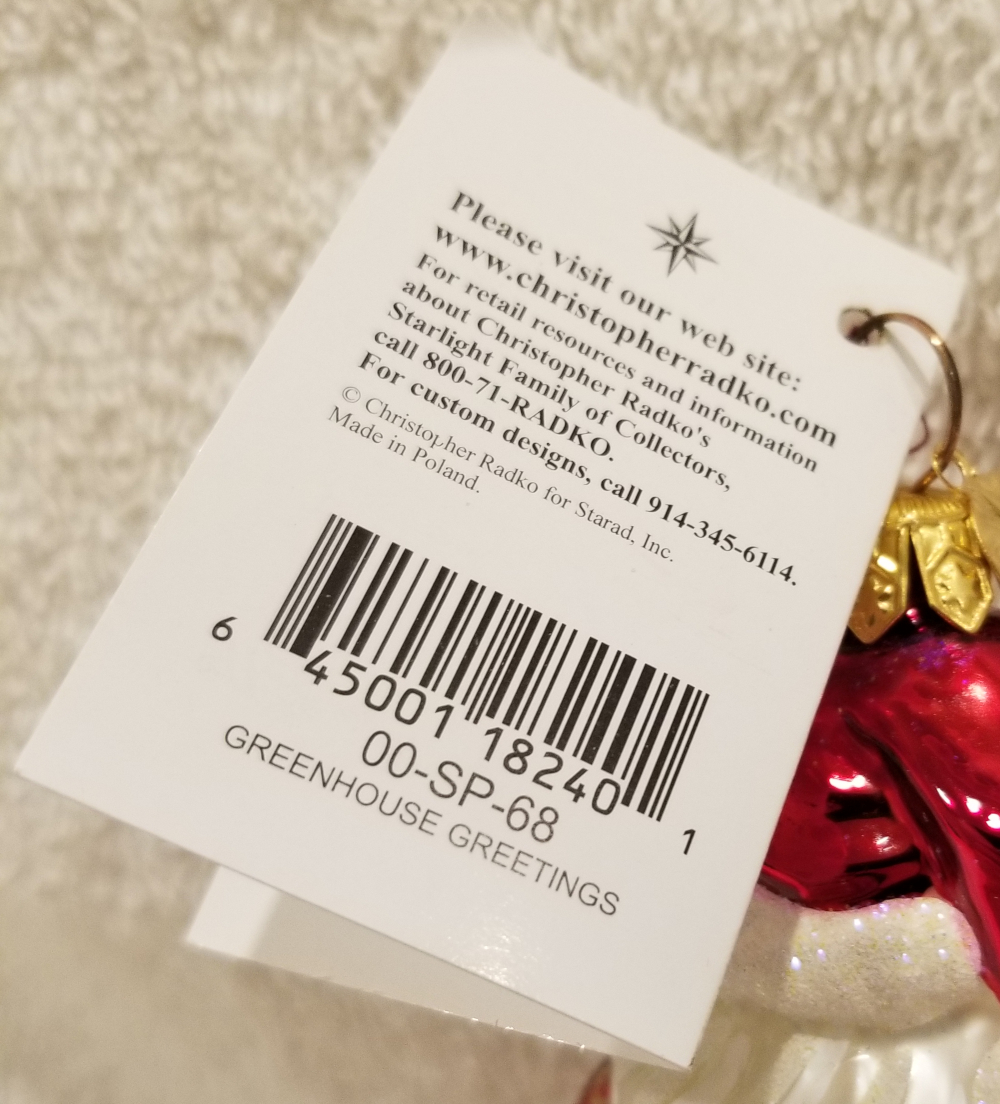 Please visit our web site:
www.christopherradko.com
For retail resources and information
about Christopher Radko's
Starlight Family of Collectors,
call 800-71-RADKO.
For custom designs, call 914-345-6114.
© Christopher Radko for Starad, Inc.
Made in Poland.
6 45001 18240 1
00-SP-68
GREENHOUSE GREETINGS